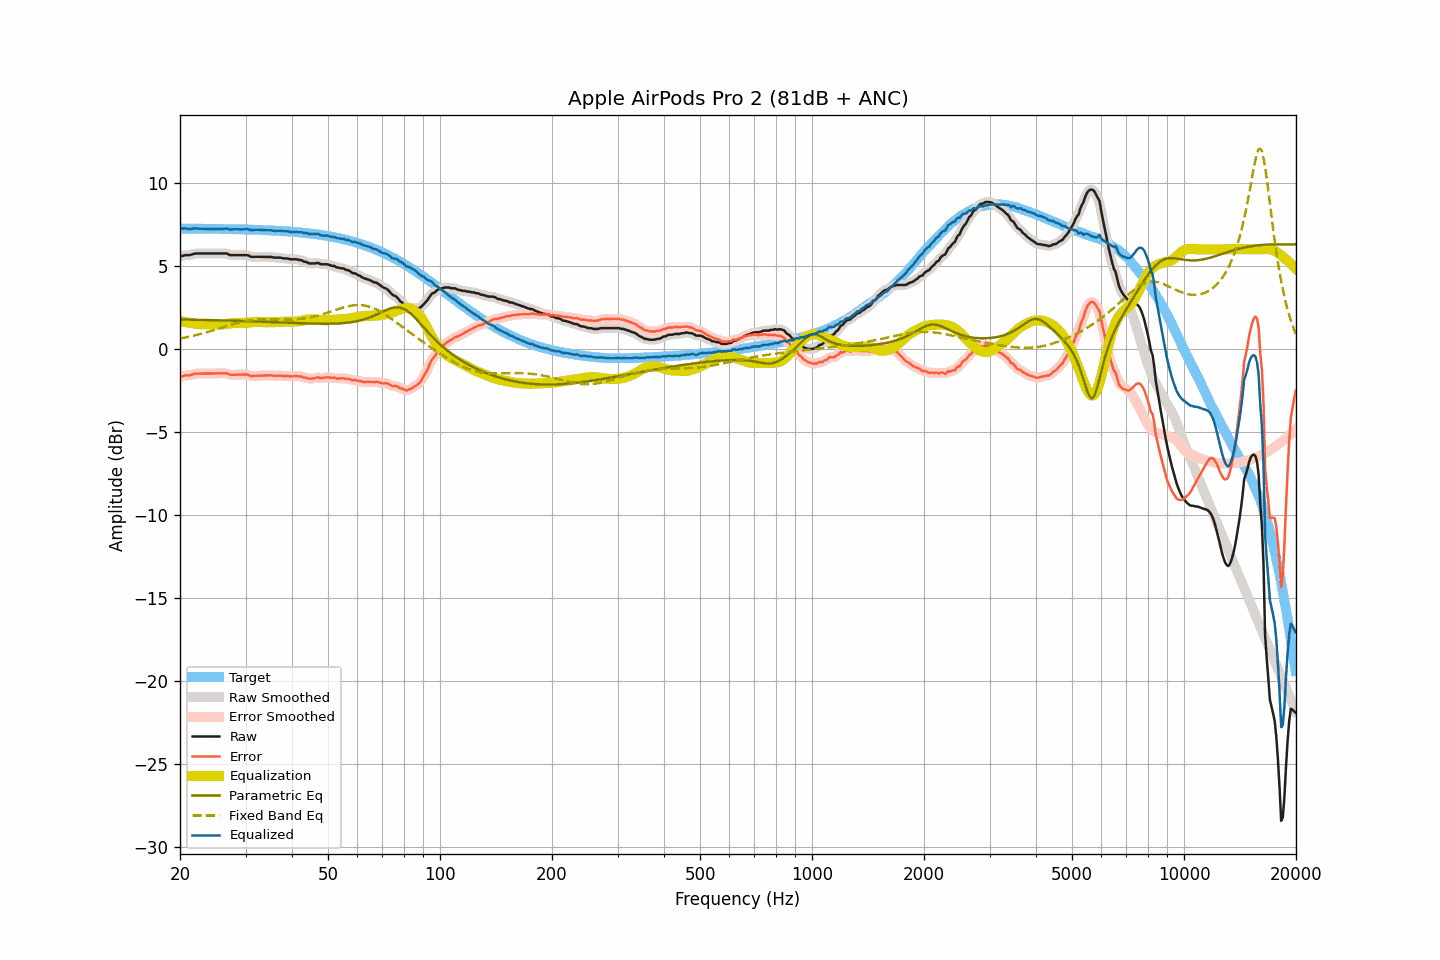 Apple AirPods Pro 2 (81dB + ANC)
10
5
0
−5
−10
−15
−20
−25
−30
Amplitude (dBr)
Target
Raw Smoothed
Error Smoothed
Raw
Error
Equalization
Parametric Eq
Fixed Band Eq
Equalized
20 50 100 200 500 1000 2000 5000 10000 20000
Frequency (Hz)